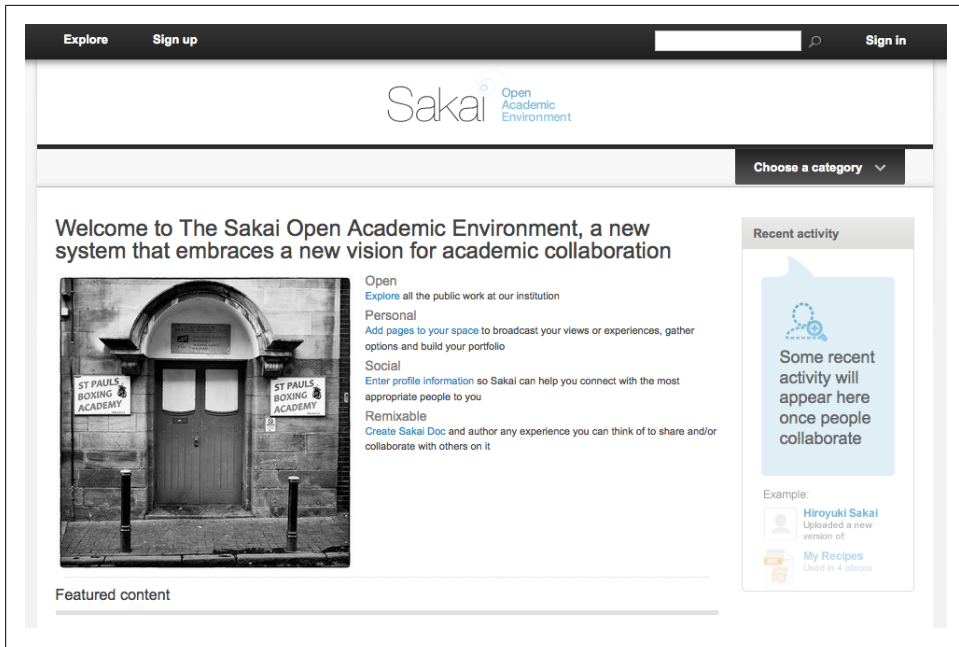 Explore Sign up Sign in
Sakai Open
Academic
Environment
Choose a category
Welcome to The Sakai Open Academic Environment, a new
system that embraces a new vision for academic collaboration
Open
Explore all the public work at our institution
Personal
Add pages to your space to broadcast your views or experiences, gather
options and build your portfolio
Social
Enter profile information so Sakai can help you connect with the most
appropriate people to you
Remixable
Create Sakai Doc and author any experience you can think of to share and/or
collaborate with others on it
ST PAULS
BOXING
ACADEMY
ST PAULS
BOXING
ACADEMY
Featured content
Recent activity
Some recent
activity will
appear here
once people
collaborate
Example:
Hiroyuki Sakai
Uploaded a new
version of:
My Recipes
Used in 4 places